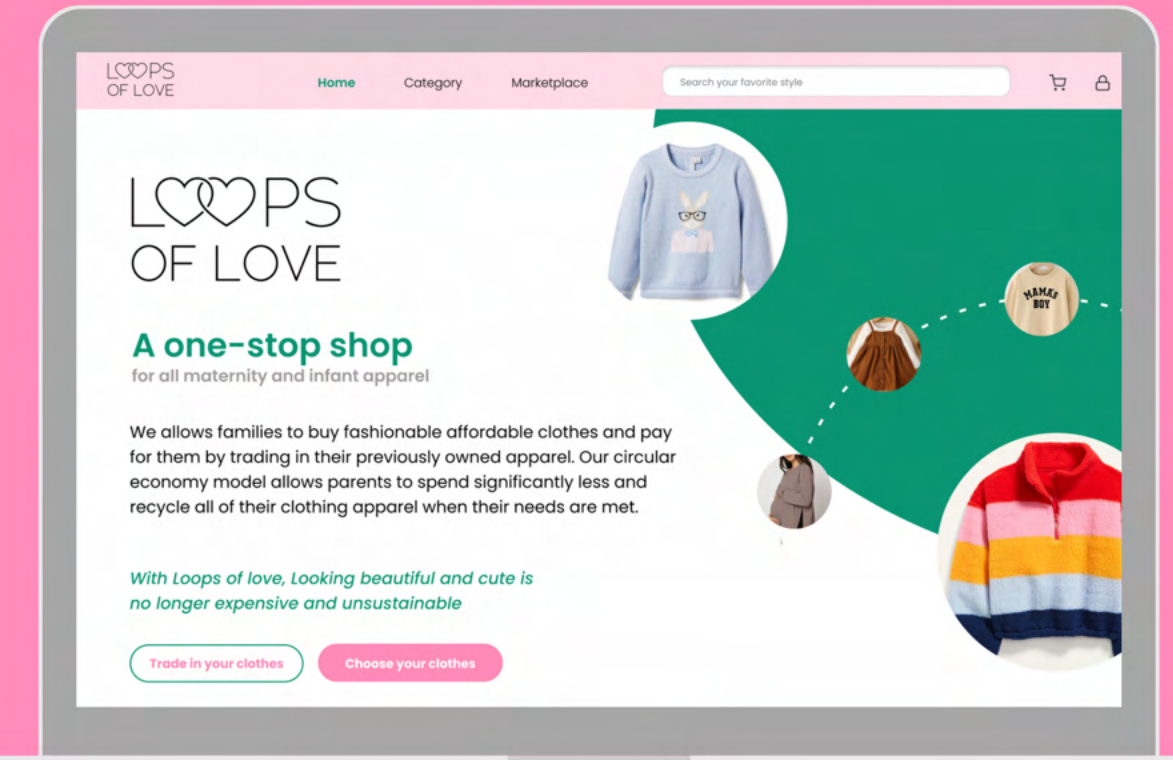 LOOPS
OF LOVE
Home
Category
Marketplace
Search your favorite style
LOOPS
OF LOVE
A one-stop shop
for all maternity and infant apparel
We allows families to buy fashionable affordable clothes and pay
for them by trading in their previously owned apparel. Our circular
economy model allows parents to spend significantly less and
recycle all of their clothing apparel when their needs are met.
With Loops of love, Looking beautiful and cute is
no longer expensive and unsustainable
Trade in your clothes
Choose your clothes
MAMA'S
BOY